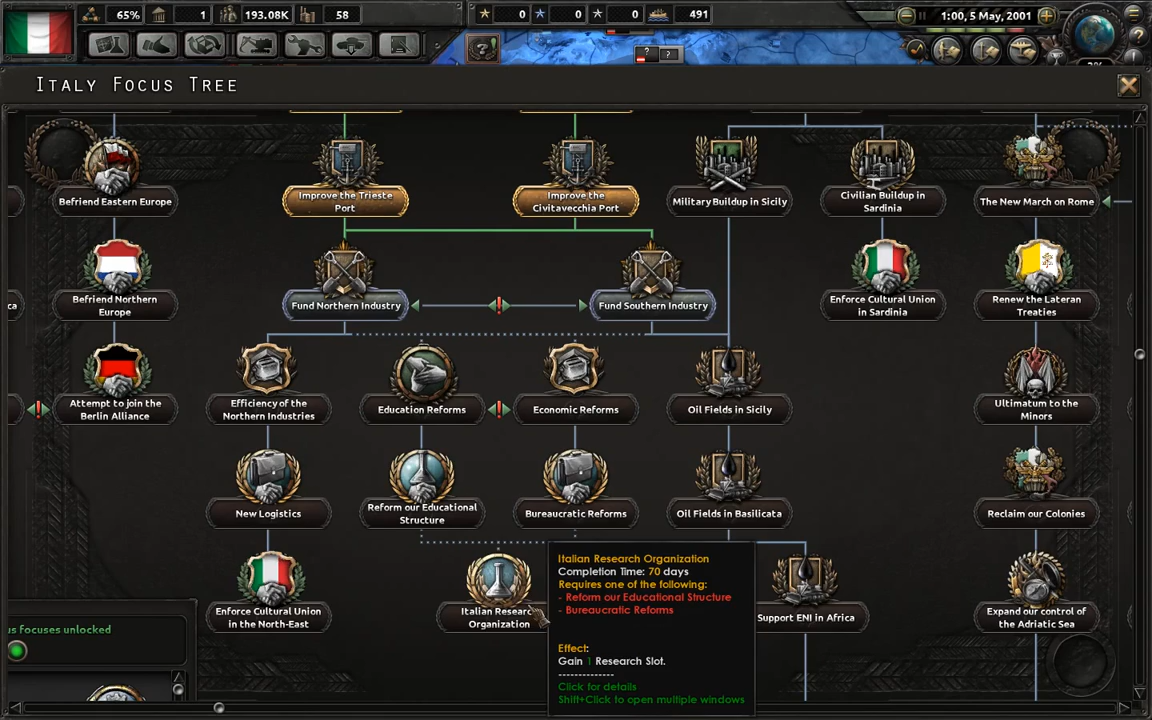 65%
1
193.08K
58
0
0
0
491
1:00, 5 May, 2001
ITALY FOCUS TREE
? ?
Befriend Eastern Europe
Improve the Trieste
Port
Improve the
Civitavecchia Port
Military Buildup in Sicily
Civilian Buildup in
Sardinia
The New March on Rome
Befriend Northern
Europe
Fund Northern Industry
Fund Southern Industry
Enforce Cultural Union
in Sardinia
Renew the Lateran
Treaties
Attempt to join the
Berlin Alliance
Efficiency of the
Northern Industries
Education Reforms
Economic Reforms
Oil Fields in Sicily
Ultimatum to the
Minors
New Logistics
Reform our Educational
Structure
Bureaucratic Reforms
Oil Fields in Basilicata
Reclaim our Colonies
Enforce Cultural Union
in the North-East
Italian Research
Organization
Support ENI in Africa
Expand our control of
the Adriatic Sea
Italian Research Organization
Completion Time: 70 days
Requires one of the following:
- Reform our Educational Structure
- Bureaucratic Reforms
Effect:
Gain 1 Research Slot.
--------------
Click for details
Shift+Click to open multiple windows
us focuses unlocked